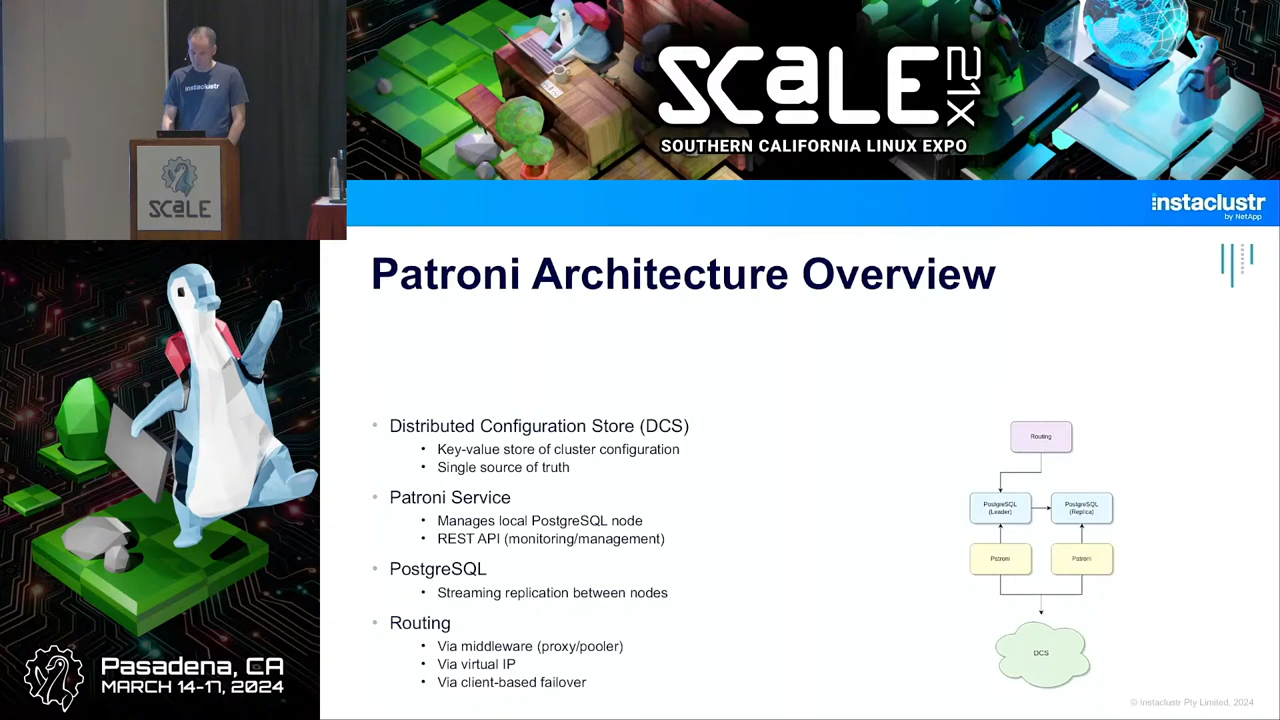 instaclustr
SCALE
SCALE 21X
SOUTHERN CALIFORNIA LINUX EXPO
instaclustr
by NetApp
Patroni Architecture Overview
• Distributed Configuration Store (DCS)
• Key-value store of cluster configuration
• Single source of truth
• Patroni Service
• Manages local PostgreSQL node
• REST API (monitoring/management)
• PostgreSQL
• Streaming replication between nodes
• Routing
• Via middleware (proxy/pooler)
• Via virtual IP
• Via client-based failover
Routing
PostgreSQL
(Leader)
PostgreSQL
(Replica)
Patroni
Patroni
DCS
Pasadena, CA
MARCH 14-17, 2024
© Instaclustr Pty Limited, 2024